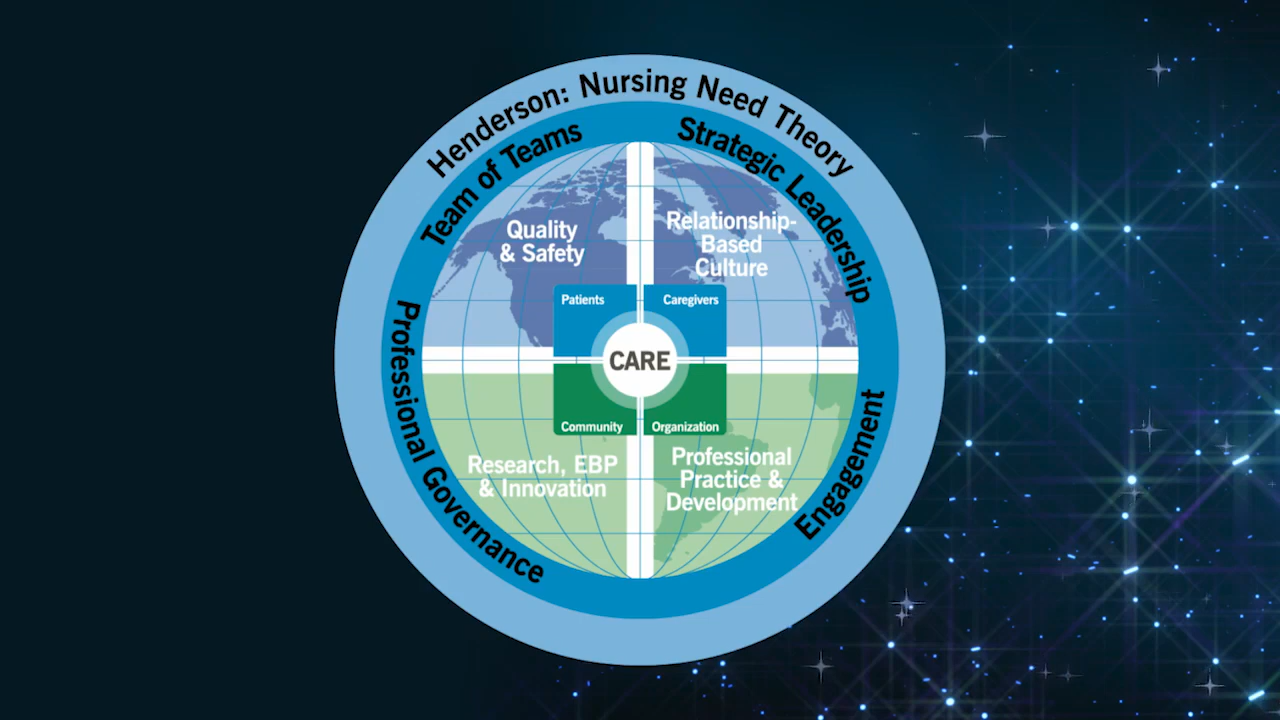 Henderson: Nursing Need Theory
Team of Teams
Strategic Leadership
Quality
& Safety
Relationship-
Based
Culture
Patients
Caregivers
CARE
Community
Organization
Research, EBP
& Innovation
Professional
Practice &
Development
Professional Governance
Engagement